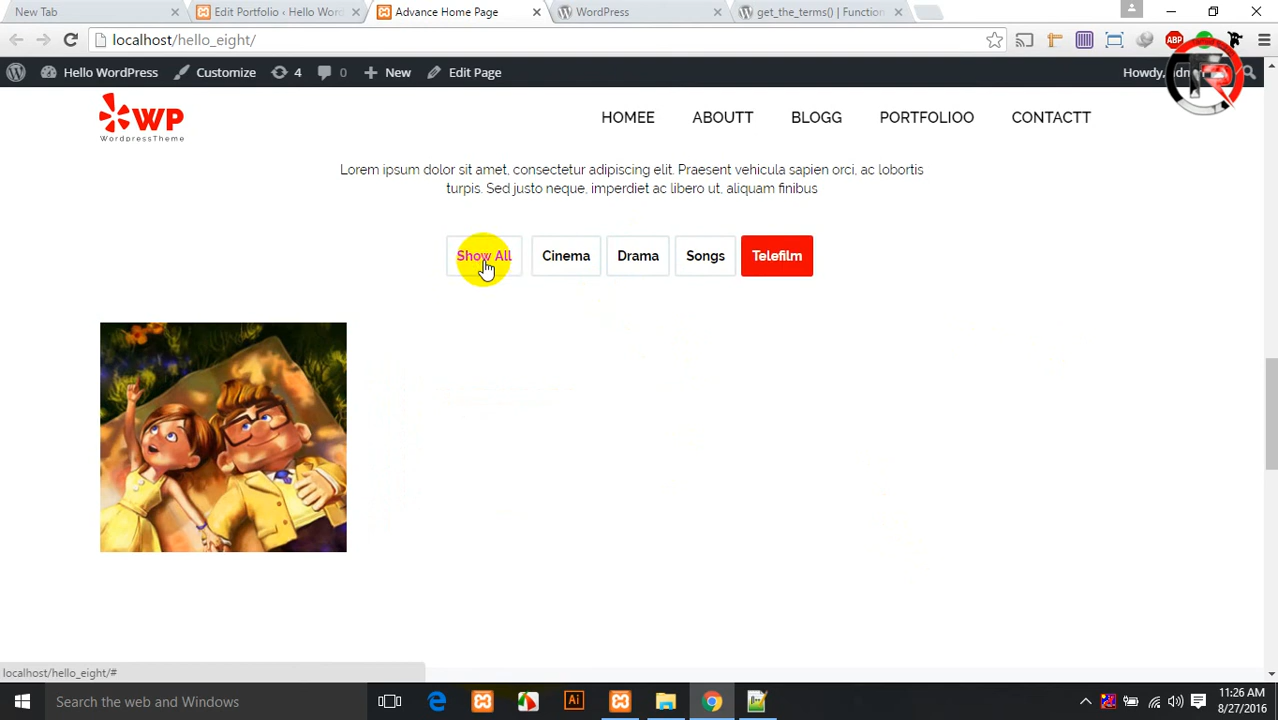 New Tab
Edit Portfolio ‹ Hello Wor
Advance Home Page
WordPress
get_the_terms() | Function
localhost/hello_eight/
ABP
Hello WordPress
Customize
4
0
New
Edit Page
Howdy, admin
WP
WordpressTheme
HOMEE
ABOUTT
BLOGG
PORTFOLIOO
CONTACTT
Lorem ipsum dolor sit amet, consectetur adipiscing elit. Praesent vehicula sapien orci, ac lobortis
turpis. Sed justo neque, imperdiet ac libero ut, aliquam finibus
Show All
Cinema
Drama
Songs
Telefilm
localhost/hello_eight/#
Search the web and Windows
Ai
11:26 AM
8/27/2016